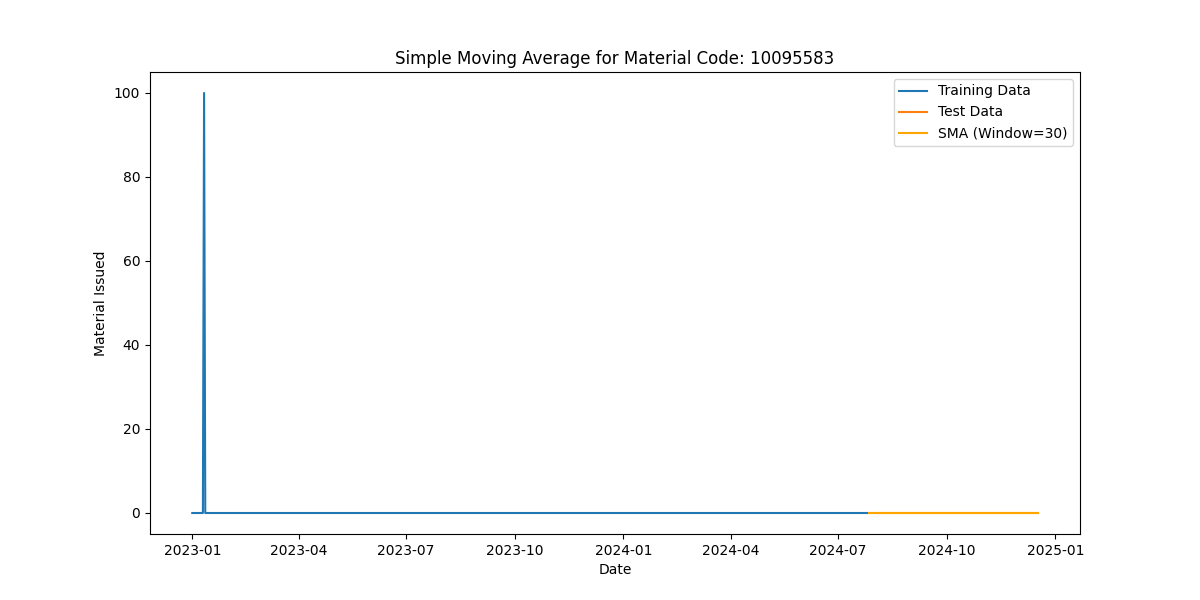 Simple Moving Average for Material Code: 10095583
Training Data
Test Data
SMA (Window=30)
Material Issued
100
80
60
40
20
0
2023-01 2023-04 2023-07 2023-10 2024-01 2024-04 2024-07 2024-10 2025-01
Date